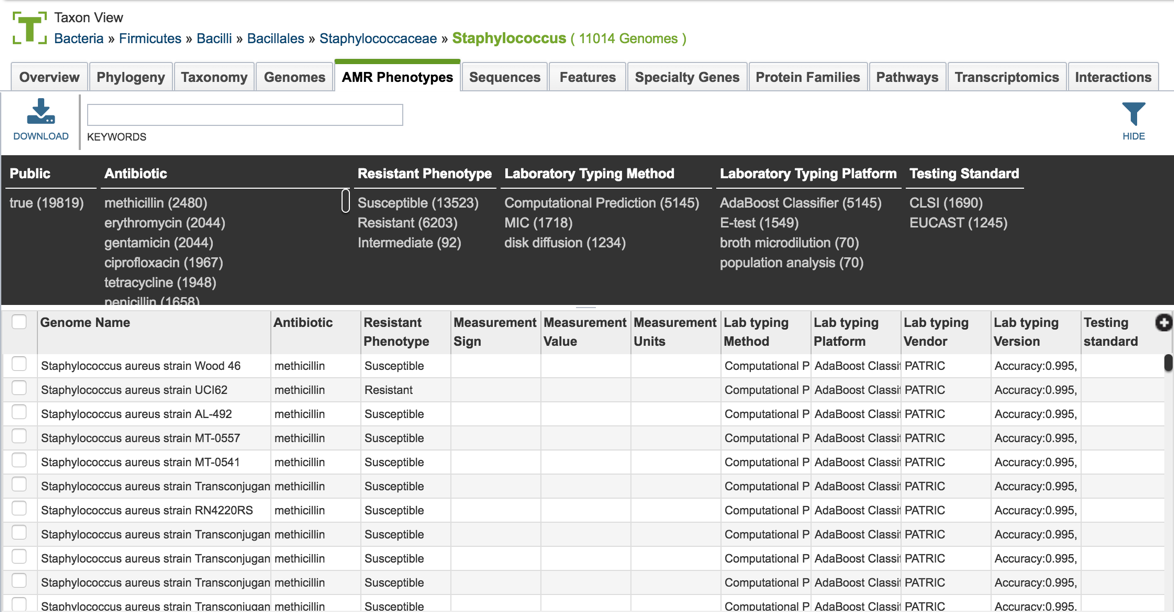 T Taxon View
Bacteria » Firmicutes » Bacilli » Bacillales » Staphylococcaceae » Staphylococcus ( 11014 Genomes )
Overview Phylogeny Taxonomy Genomes AMR Phenotypes Sequences Features Specialty Genes Protein Families Pathways Transcriptomics Interactions
DOWNLOAD KEYWORDS HIDE
Public Antibiotic Resistant Phenotype Laboratory Typing Method Laboratory Typing Platform Testing Standard
true (19819) methicillin (2480) Susceptible (13523) Computational Prediction (5145) AdaBoost Classifier (5145) CLSI (1690)
erythromycin (2044) Resistant (6203) MIC (1718) E-test (1549) EUCAST (1245)
gentamicin (2044) Intermediate (92) disk diffusion (1234) broth microdilution (70)
ciprofloxacin (1967) population analysis (70)
tetracycline (1948)
penicillin (1658)
Genome Name Antibiotic Resistant Measurement Measurement Measurement Lab typing Lab typing Lab typing Lab typing Testing
Phenotype Sign Value Units Method Platform Vendor Version standard
Staphylococcus aureus strain Wood 46 methicillin Susceptible Computational P AdaBoost Classi PATRIC Accuracy:0.995,
Staphylococcus aureus strain UCI62 methicillin Resistant Computational P AdaBoost Classi PATRIC Accuracy:0.995,
Staphylococcus aureus strain AL-492 methicillin Susceptible Computational P AdaBoost Classi PATRIC Accuracy:0.995,
Staphylococcus aureus strain MT-0557 methicillin Susceptible Computational P AdaBoost Classi PATRIC Accuracy:0.995,
Staphylococcus aureus strain MT-0541 methicillin Susceptible Computational P AdaBoost Classi PATRIC Accuracy:0.995,
Staphylococcus aureus strain Transconjugan methicillin Susceptible Computational P AdaBoost Classi PATRIC Accuracy:0.995,
Staphylococcus aureus strain RN4220RS methicillin Susceptible Computational P AdaBoost Classi PATRIC Accuracy:0.995,
Staphylococcus aureus strain Transconjugan methicillin Susceptible Computational P AdaBoost Classi PATRIC Accuracy:0.995,
Staphylococcus aureus strain Transconjugan methicillin Susceptible Computational P AdaBoost Classi PATRIC Accuracy:0.995,
Staphylococcus aureus strain Transconjugan methicillin Susceptible Computational P AdaBoost Classi PATRIC Accuracy:0.995,
Staphylococcus aureus strain Transconjugan methicillin Susceptible Computational P AdaBoost Classi PATRIC Accuracy:0.995,